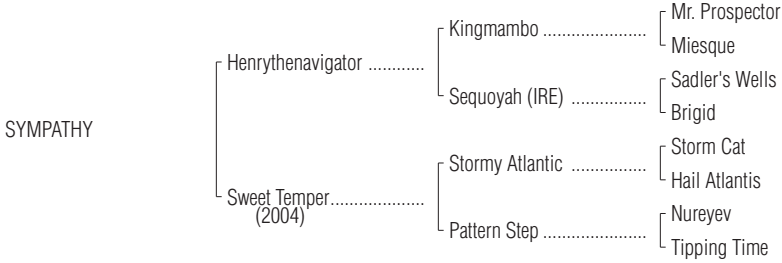 Mr. Prospector
Kingmambo ......................
Miesque
Henrythenavigator ............
Sadler's Wells
Sequoyah (IRE) ................
Brigid
SYMPATHY
Storm Cat
Stormy Atlantic ................
Hail Atlantis
Sweet Temper....................
(2004)
Nureyev
Pattern Step ......................
Tipping Time